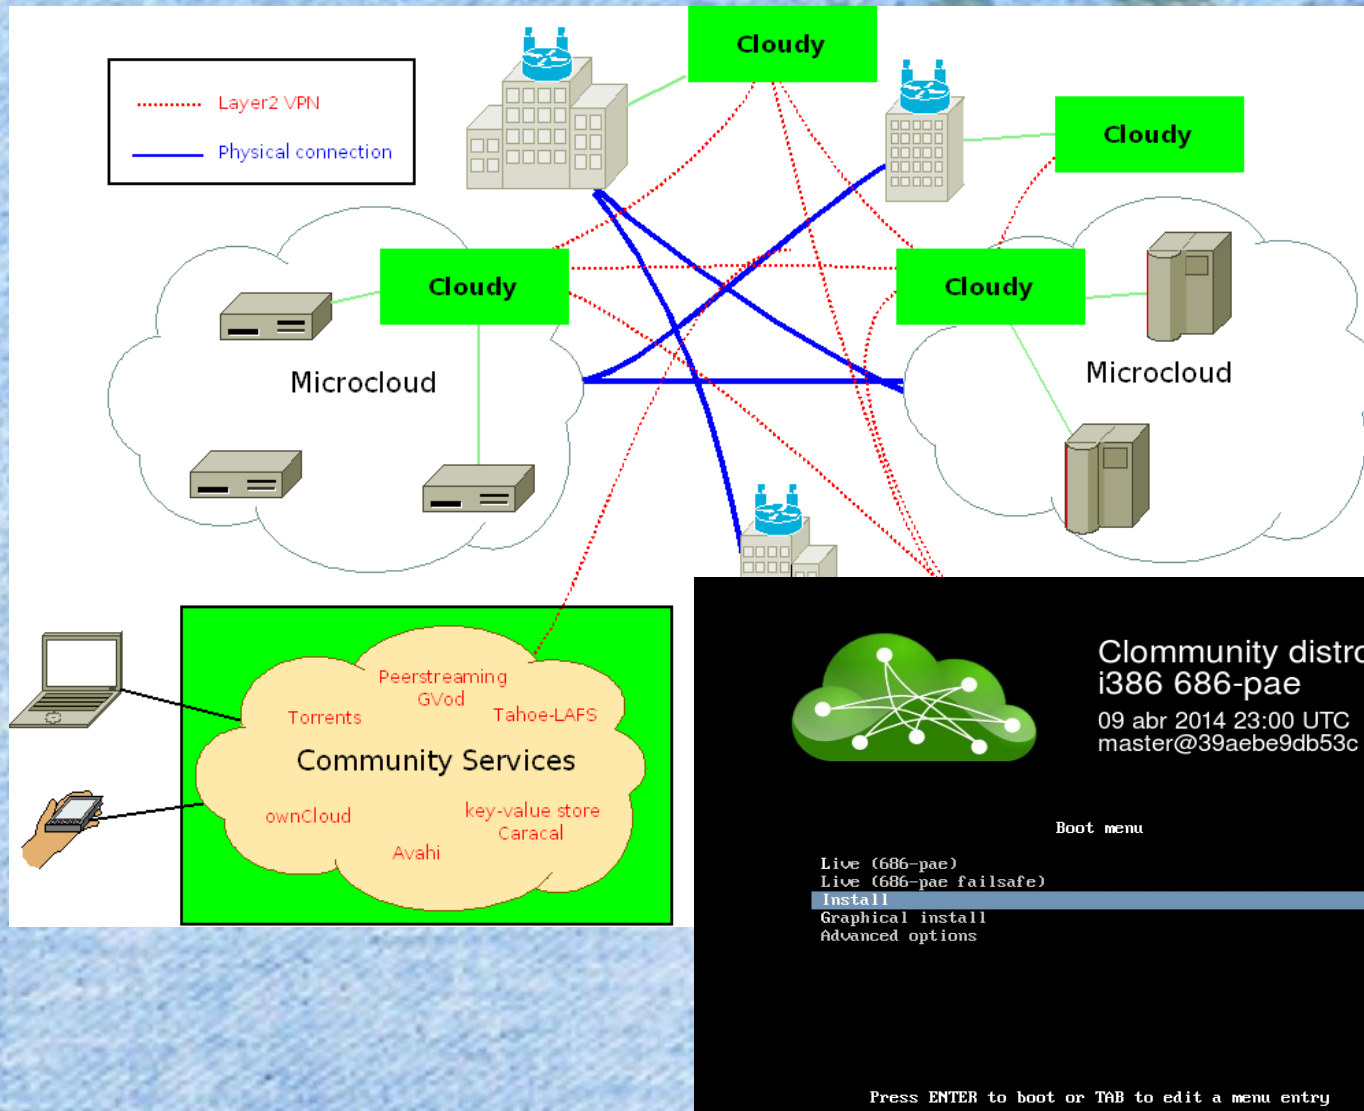 Cloudy
Layer2 VPN
Physical connection
Cloudy
Cloudy
Cloudy
Microcloud
Microcloud
Peerstreaming
GVod
Torrents
Tahoe-LAFS
Community Services
ownCloud
key-value store
Caracal
Avahi
Clommunity distro
i386 686-pae
09 abr 2014 23:00 UTC
master@39aebe9db53c
Boot menu
Live (686-pae)
Live (686-pae failsafe)
Install
Graphical install
Advanced options
Press ENTER to boot or TAB to edit a menu entry